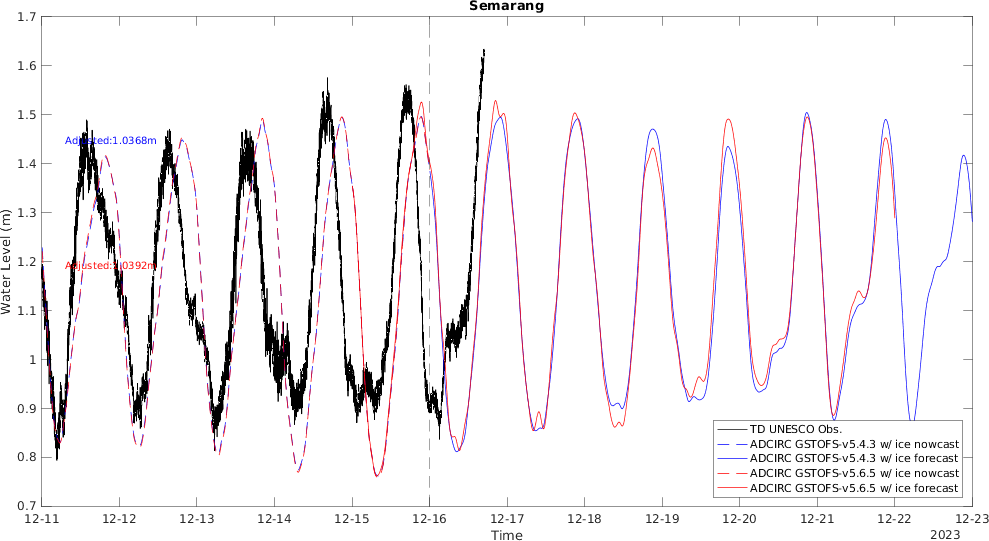 Semarang
1.7
1.6
1.5
1.4
1.3
1.2
1.1
1
0.9
0.8
0.7
Water Level (m)
Adjusted:1.0368m
Adjusted:1.0392m
TD UNESCO Obs.
ADCIRC GSTOFS-v5.4.3 w/ ice nowcast
ADCIRC GSTOFS-v5.4.3 w/ ice forecast
ADCIRC GSTOFS-v5.6.5 w/ ice nowcast
ADCIRC GSTOFS-v5.6.5 w/ ice forecast
12-11 12-12 12-13 12-14 12-15 12-16 12-17 12-18 12-19 12-20 12-21 12-22 12-23
Time
2023